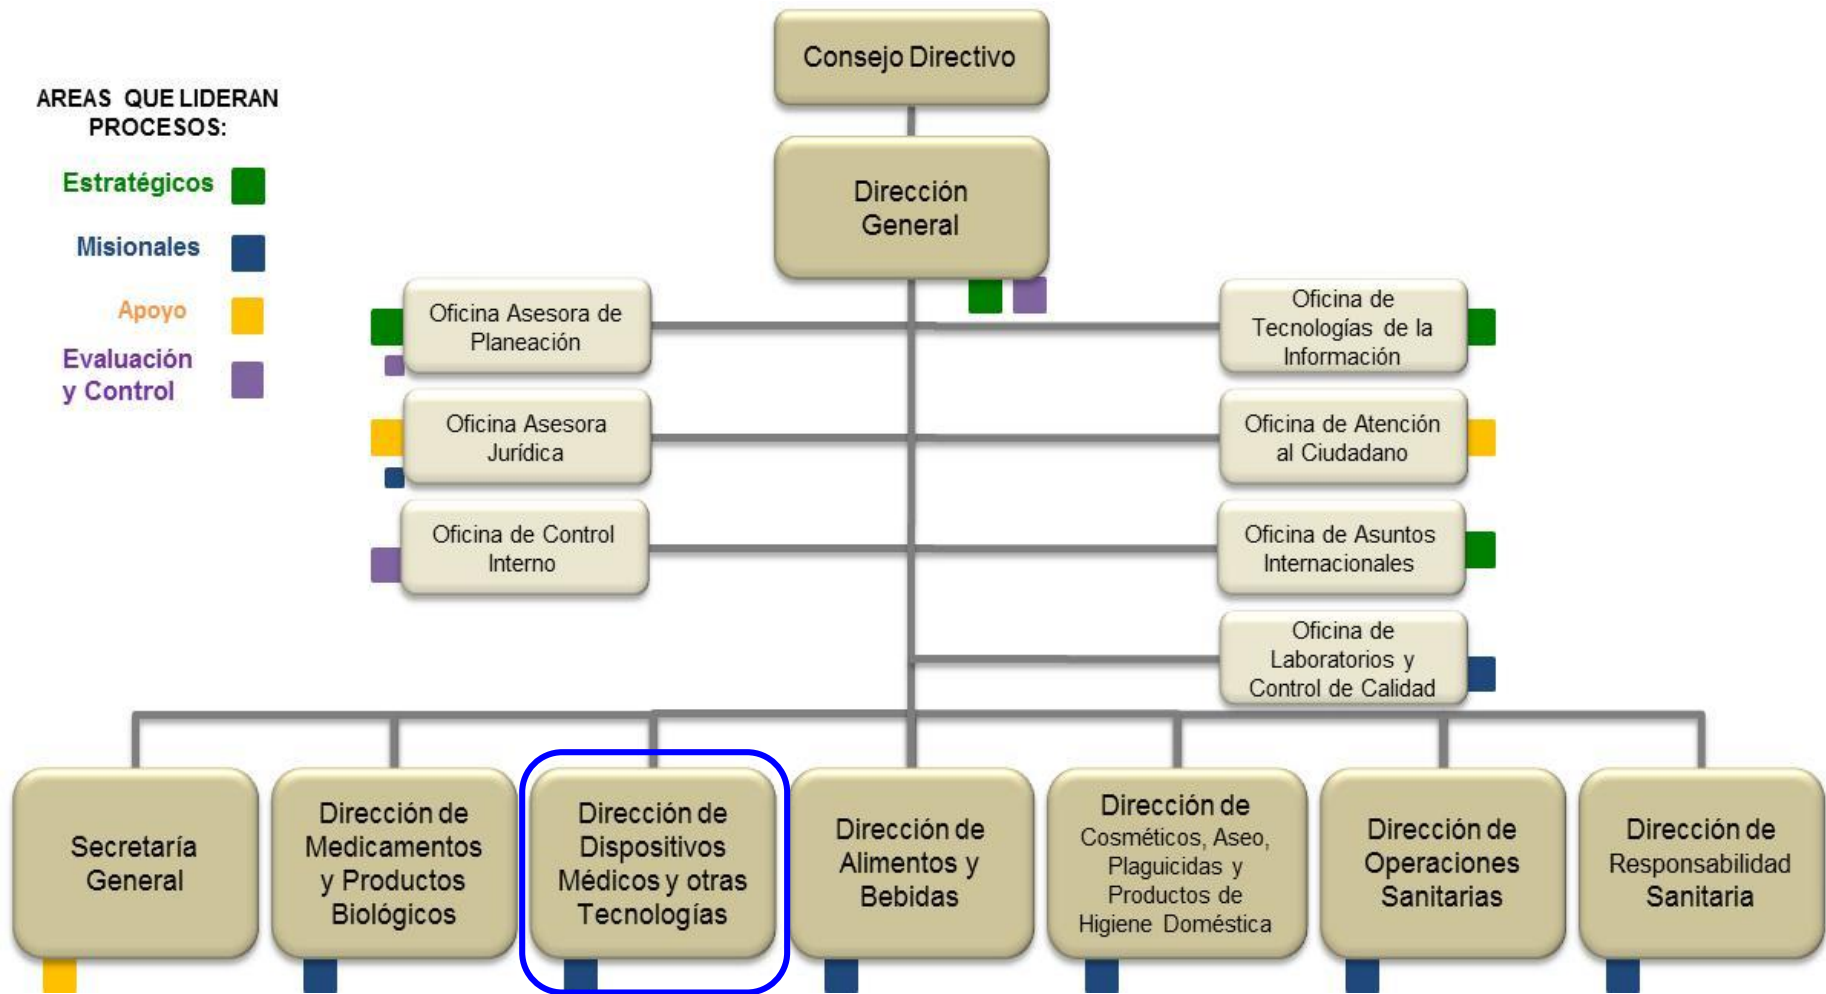 Consejo Directivo
AREAS QUE LIDERAN
PROCESOS:
Estratégicos
Misionales
Apoyo
Evaluación
y Control
Dirección
General
Oficina Asesora de
Planeación
Oficina de
Tecnologías de la
Información
Oficina Asesora
Jurídica
Oficina de Atención
al Ciudadano
Oficina de Control
Interno
Oficina de Asuntos
Internacionales
Oficina de
Laboratorios y
Control de Calidad
Secretaría
General
Dirección de
Medicamentos
y Productos
Biológicos
Dirección de
Dispositivos
Médicos y otras
Tecnologías
Dirección de
Alimentos y
Bebidas
Dirección de
Cosméticos, Aseo,
Plaguicidas y
Productos de
Higiene Doméstica
Dirección de
Operaciones
Sanitarias
Dirección de
Responsabilidad
Sanitaria